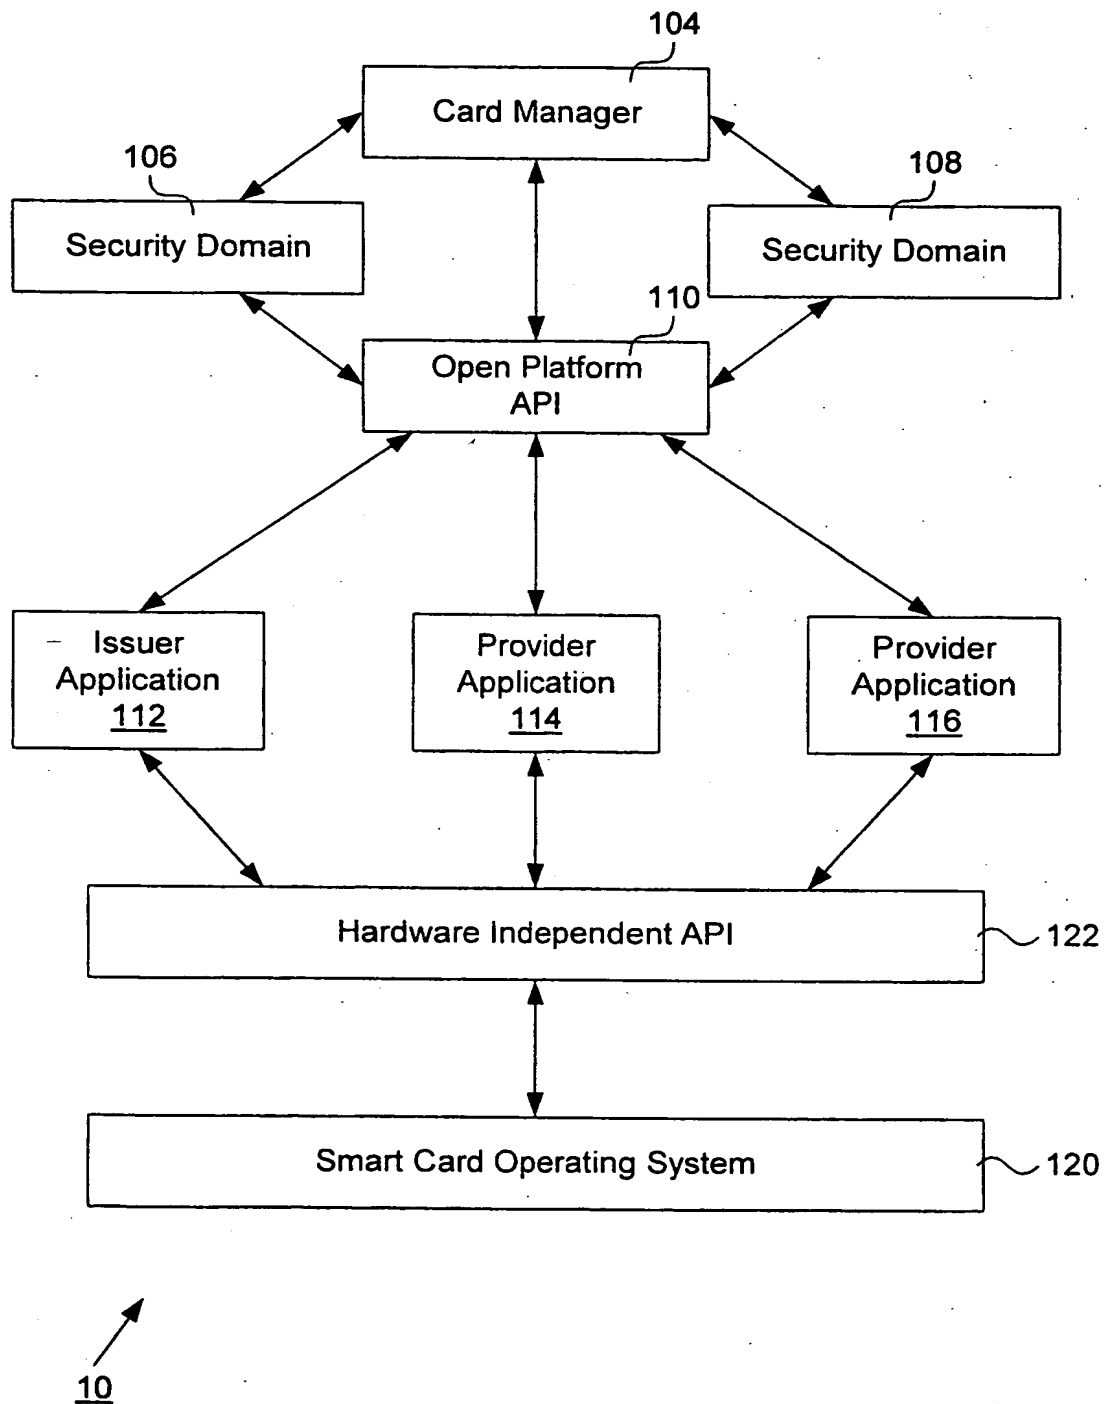 104
Card Manager
106
108
Security Domain
Security Domain
110
Open Platform
API
Issuer
Application
112
Provider
Application
114
Provider
Application
116
Hardware Independent API
122
Smart Card Operating System
120
10